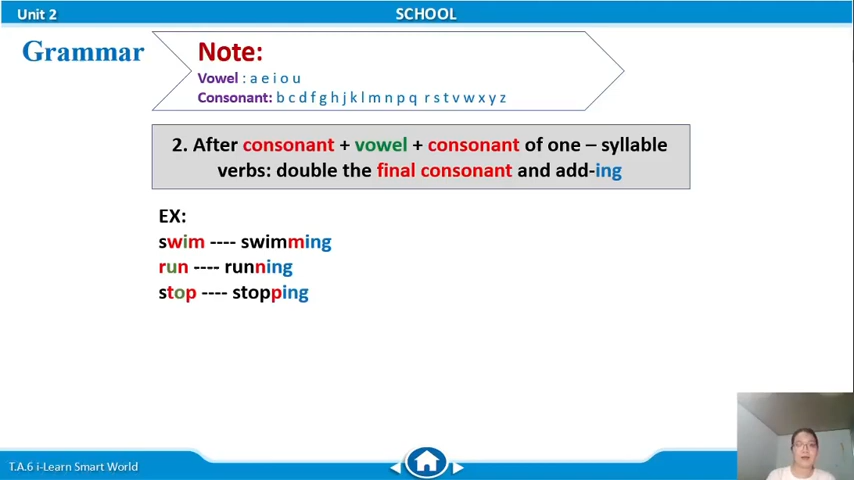 Unit 2
SCHOOL
Grammar
Note:
Vowel : a e i o u
Consonant: b c d f g h j k l m n p q r s t v w x y z
2. After consonant + vowel + consonant of one – syllable
verbs: double the final consonant and add-ing
EX:
swim ---- swimming
run ---- running
stop ---- stopping
T.A.6 i-Learn Smart World